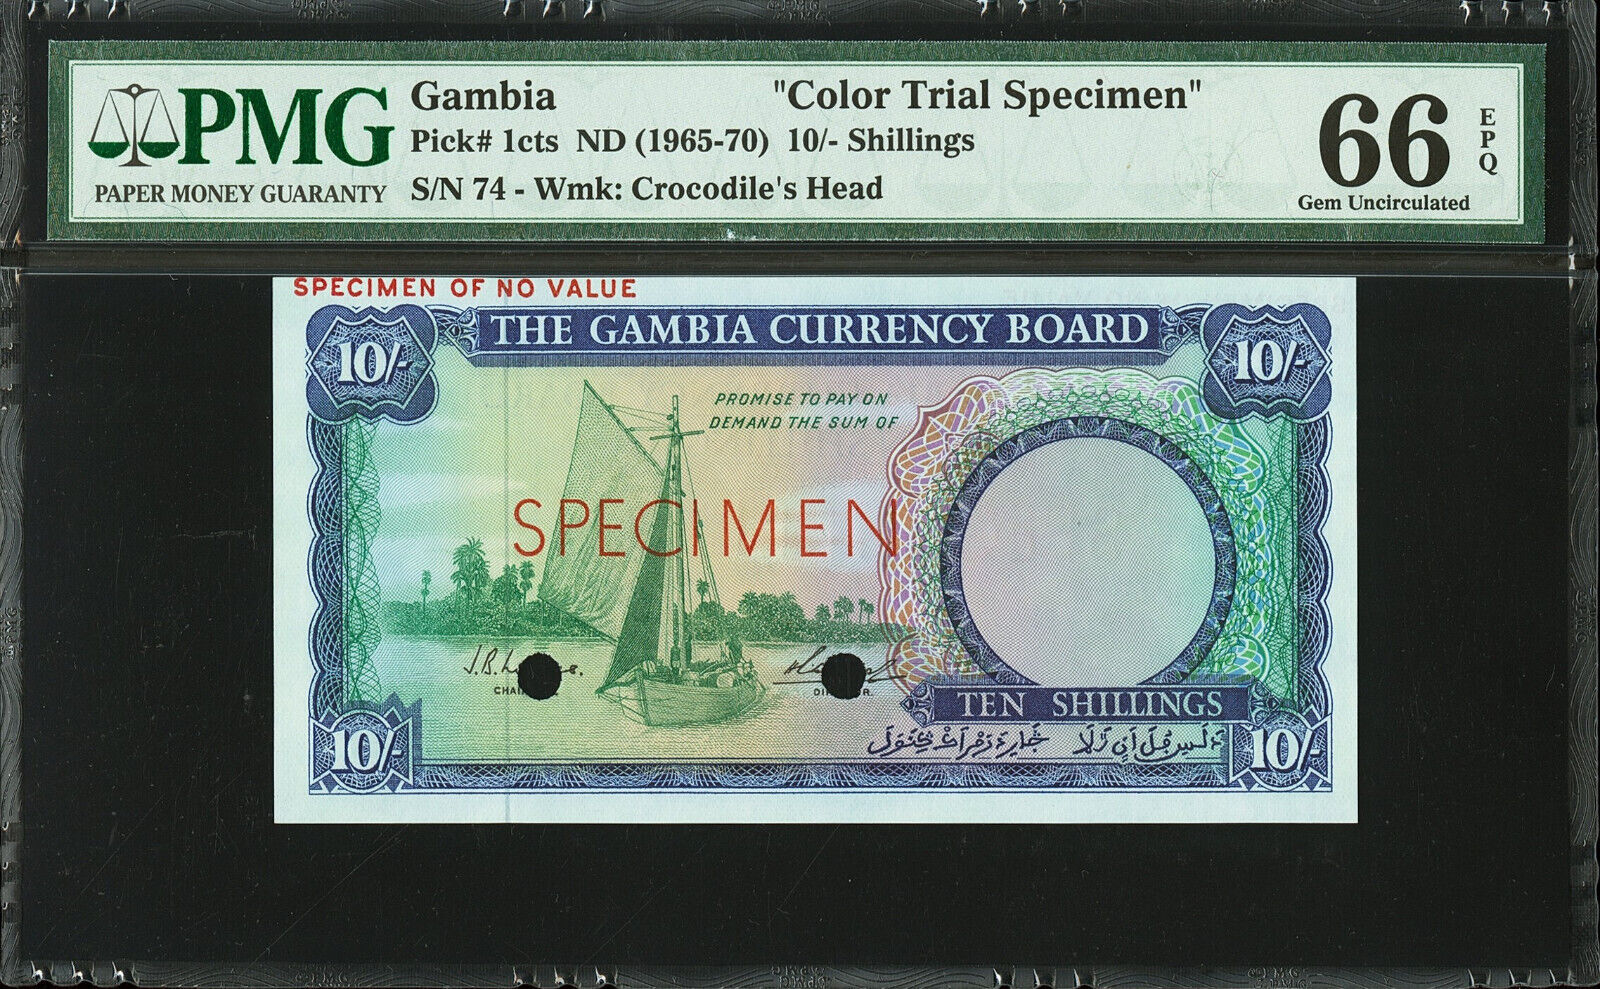 PMG
PAPER MONEY GUARANTY
Gambia "Color Trial Specimen"
Pick# 1cts ND (1965-70) 10/- Shillings
S/N 74 - Wmk: Crocodile's Head
66
EPQ
Gem Uncirculated
SPECIMEN OF NO VALUE
THE GAMBIA CURRENCY BOARD
10/-
10/-
PROMISE TO PAY ON
DEMAND THE SUM OF
SPECIMEN
TEN SHILLINGS
10/-
10/-